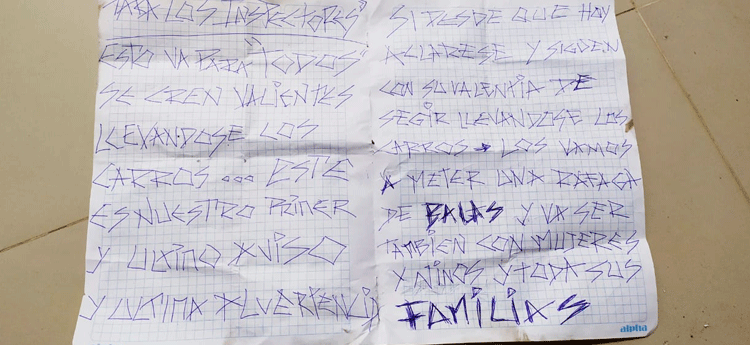 PARA LOS INSPECTORES
ESTO VA PARA "TODOS"
SE CREN VALIENTES
LLEVANDOSE LOS
CARROS ... ESTE
ES NUESTRO PRIMER
Y ULTIMO AVISO
Y ULTIMA ALVERTENCIA
SI DESDE QUE HOY
ACLARESE Y SIGUEN
CON SU VALENTIA DE
SEGIR LLEVANDOSE LOS
CARROS → LOS VAMOS
A METER UNA RAFAGA
DE BALAS Y VA SER
TAMBIEN CON MUJERES
Y NIÑOS Y TODA SUS
FAMILIAS
alpha